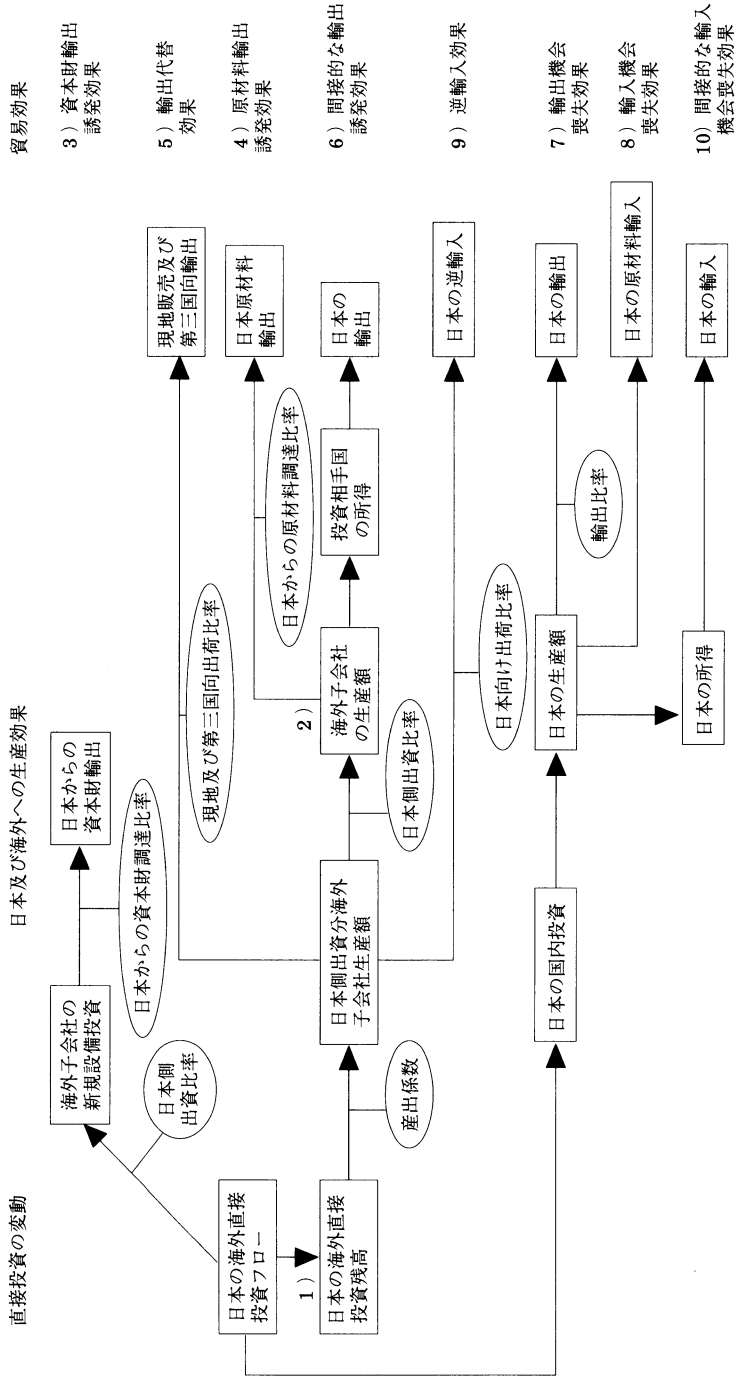 直接投資の変動
日本及び海外への生産効果
貿易効果
海外子会社の
新規設備投資
日本からの
資本財輸出
3）資本財輸出
誘発効果
日本側
出資比率
日本からの資本財調達比率
現地及び第三国向出荷比率
現地販売及び
第三国向輸出
5）輸出代替
効果
日本の海外直接
投資フロー
日本原材料
輸出
4）原材料輸出
誘発効果
日本からの原材料調達比率
1）
日本の海外直接
投資残高
産出係数
日本側出資分海外
子会社生産額
日本側出資比率
2）
海外子会社
の生産額
投資相手国
の所得
日本の
輸出
6）間接的な輸出
誘発効果
日本向け出荷比率
日本の逆輸入
9）逆輸入効果
日本の国内投資
日本の生産額
輸出比率
日本の輸出
7）輸出機会
喪失効果
日本の原材料輸入
8）輸入機会
喪失効果
日本の所得
日本の輸入
10）間接的な輸入
機会喪失効果